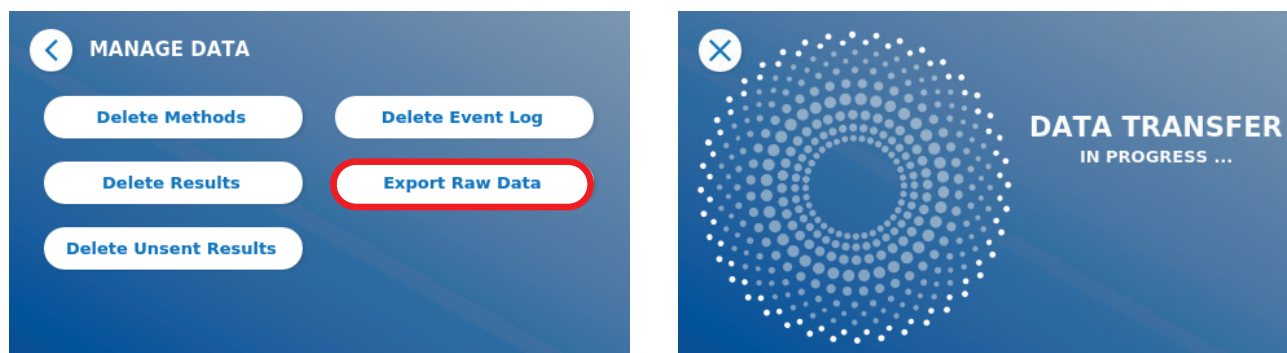 MANAGE DATA
Delete Methods
Delete Event Log
Delete Results
Export Raw Data
Delete Unsent Results
DATA TRANSFER
IN PROGRESS ...